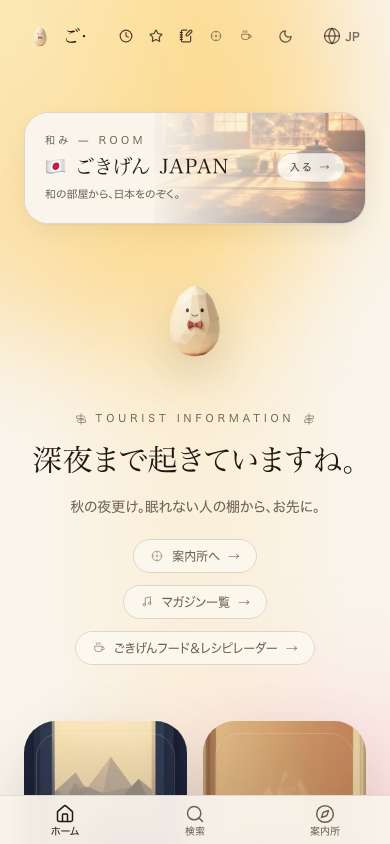 ご·
JP
和み — ROOM
🇯🇵 ごきげん JAPAN
入る →
和の部屋から、日本をのぞく。
TOURIST INFORMATION
深夜まで起きていますね。
秋の夜更け。眠れない人の棚から、お先に。
案内所へ →
マガジン一覧 →
ごきげんフード&レシピレーダー →
ホーム
検索
案内所